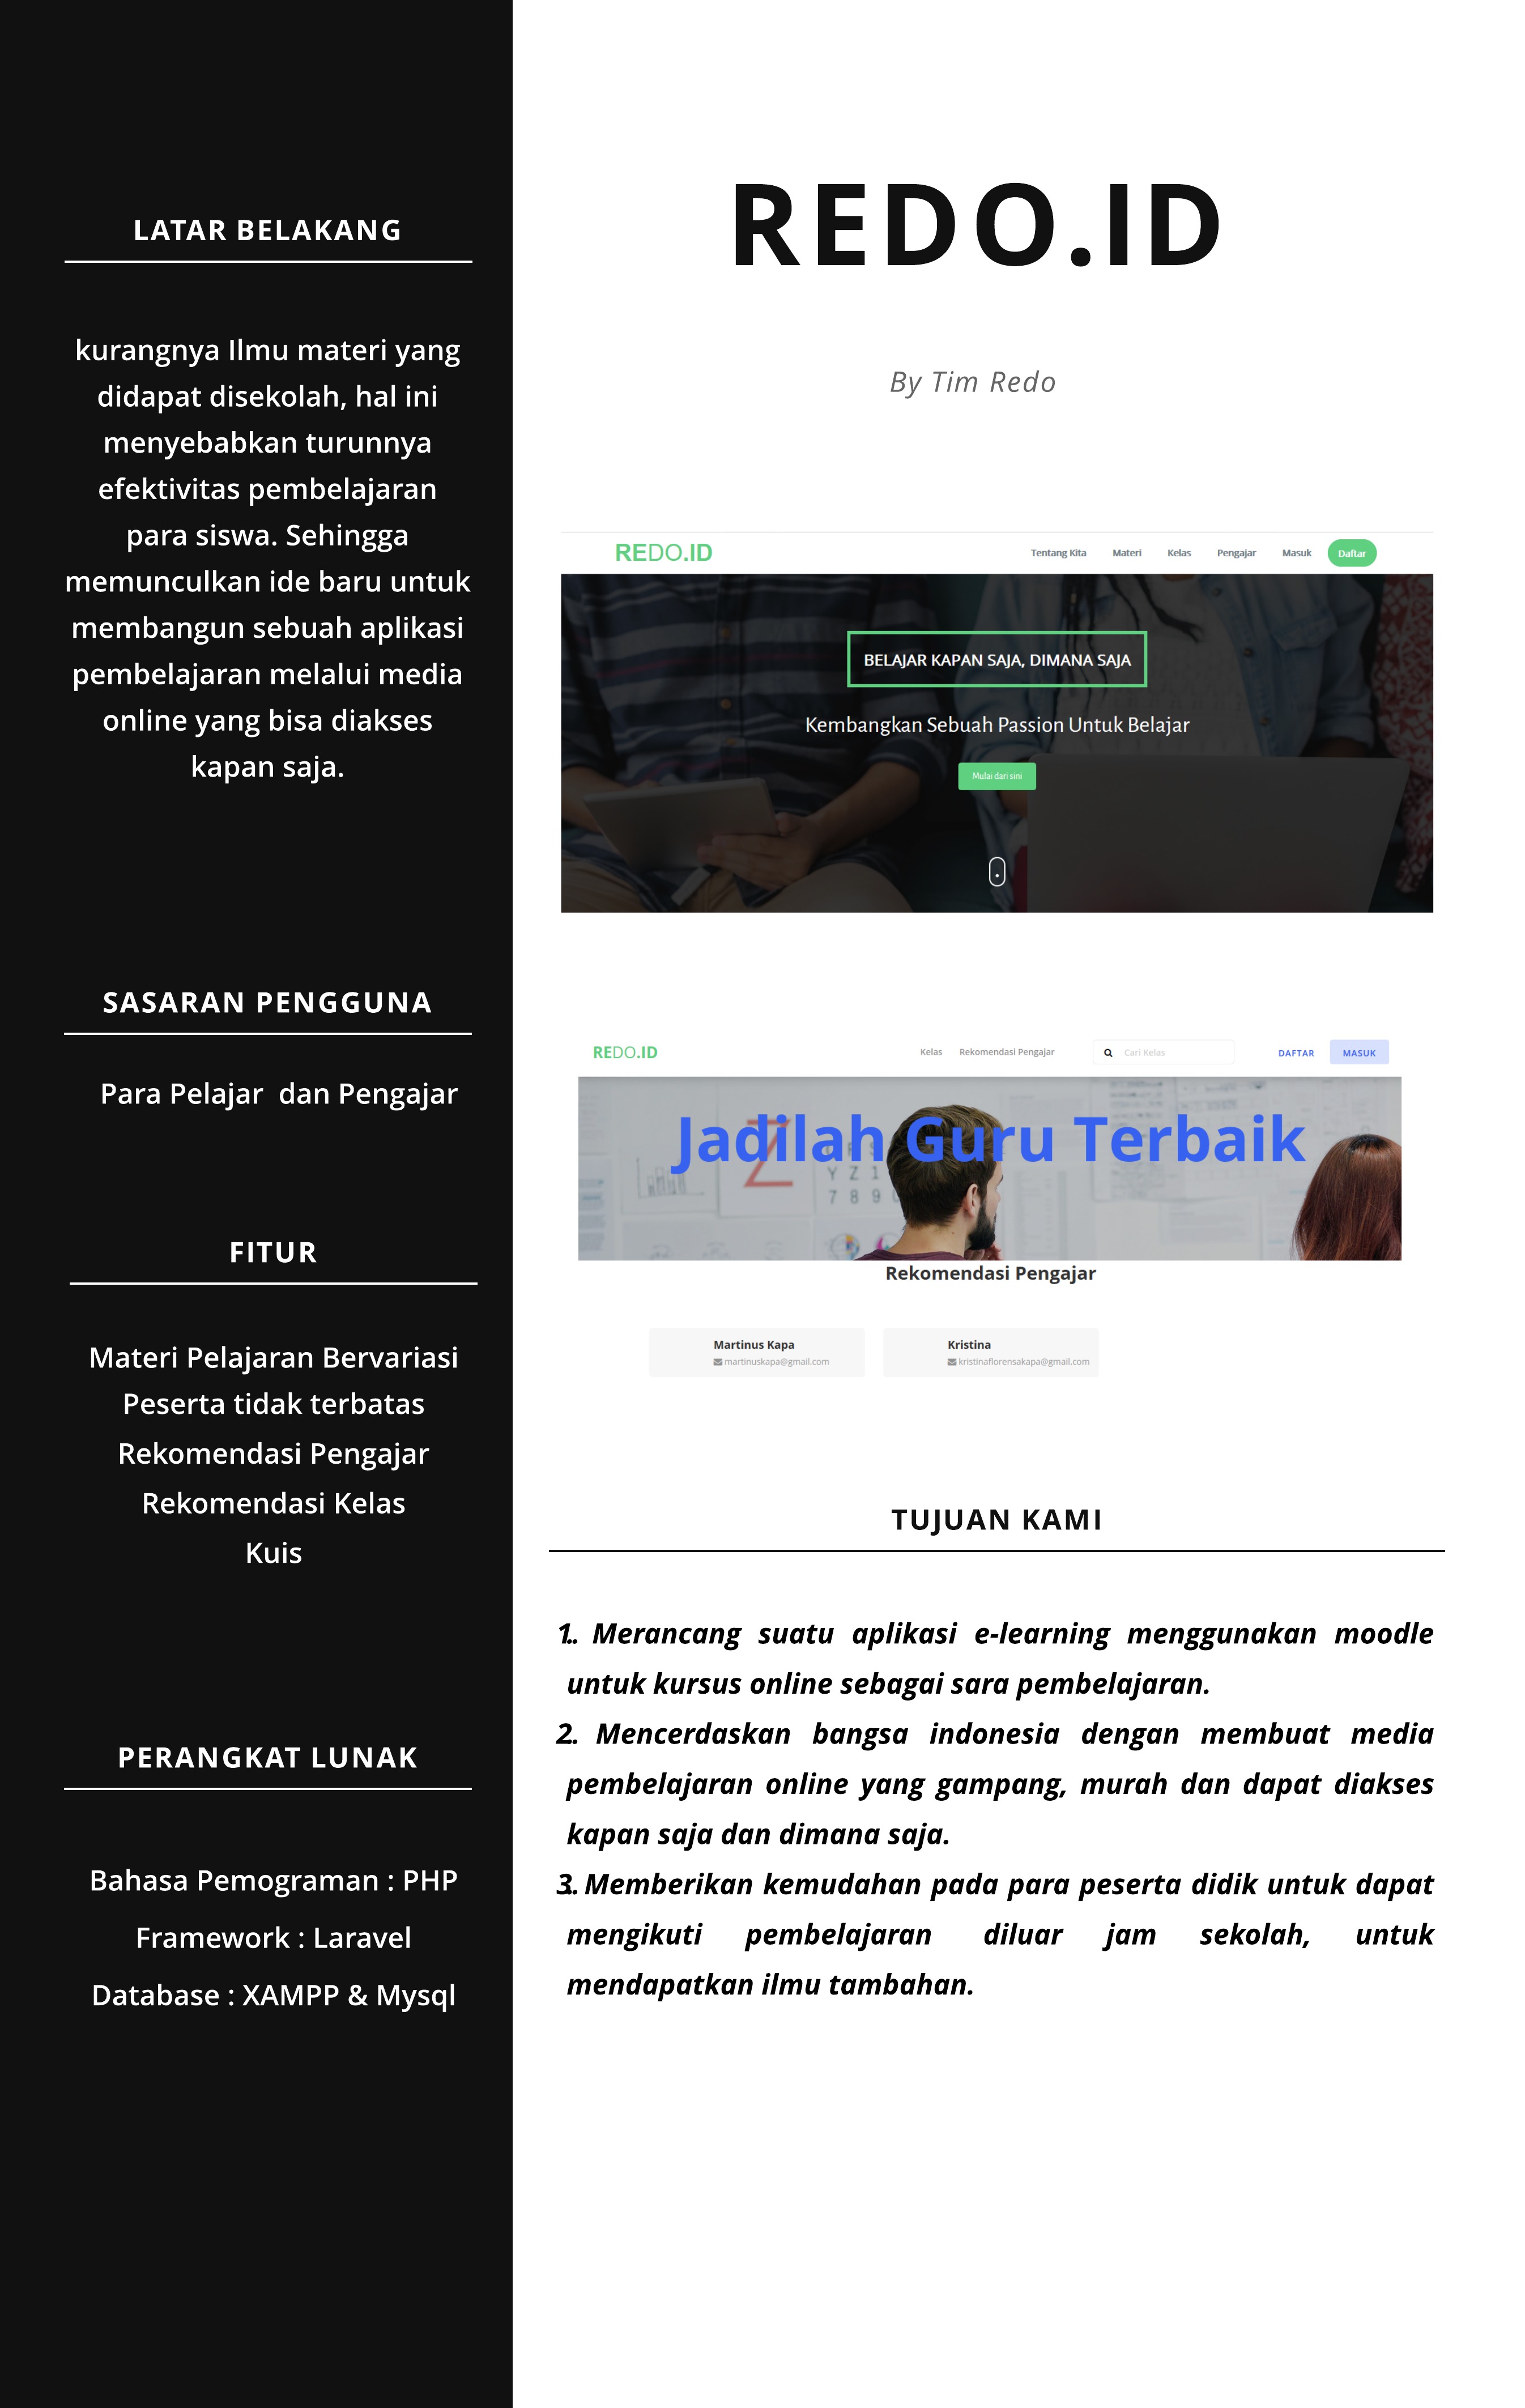 LATAR BELAKANG
kurangnya Ilmu materi yang
didapat disekolah, hal ini
menyebabkan turunnya
efektivitas pembelajaran
para siswa. Sehingga
memunculkan ide baru untuk
membangun sebuah aplikasi
pembelajaran melalui media
online yang bisa diakses
kapan saja.
SASARAN PENGGUNA
Para Pelajar dan Pengajar
FITUR
Materi Pelajaran Bervariasi
Peserta tidak terbatas
Rekomendasi Pengajar
Rekomendasi Kelas
Kuis
PERANGKAT LUNAK
Bahasa Pemograman : PHP
Framework : Laravel
Database : XAMPP & Mysql
REDO.ID
By Tim Redo
REDO.ID Tentang Kita Materi Kelas Pengajar Masuk Daftar
BELAJAR KAPAN SAJA, DIMANA SAJA
Kembangkan Sebuah Passion Untuk Belajar
Mulai dari sini
REDO.ID Kelas Rekomendasi Pengajar Cari Kelas DAFTAR MASUK
Jadilah Guru Terbaik
Z
Y Z 1
7 8 9
Rekomendasi Pengajar
Martinus Kapa
martinuskapa@gmail.com
Kristina
kristinaflorensakapa@gmail.com
TUJUAN KAMI
1. Merancang suatu aplikasi e-learning menggunakan moodle
untuk kursus online sebagai sara pembelajaran.
2. Mencerdaskan bangsa indonesia dengan membuat media
pembelajaran online yang gampang, murah dan dapat diakses
kapan saja dan dimana saja.
3. Memberikan kemudahan pada para peserta didik untuk dapat
mengikuti pembelajaran diluar jam sekolah, untuk
mendapatkan ilmu tambahan.